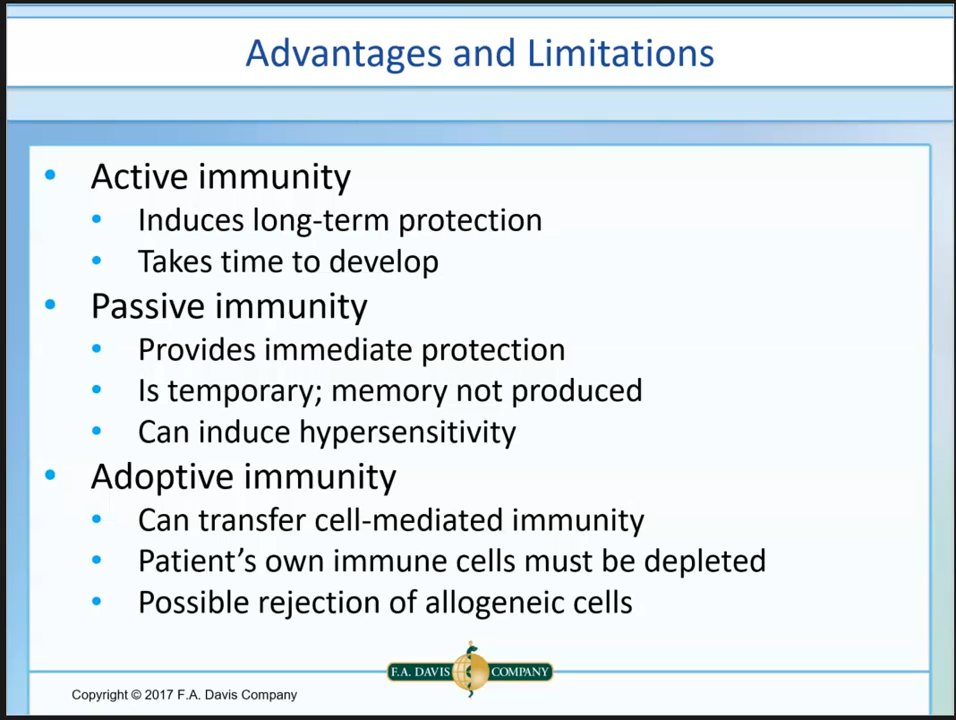 Advantages and Limitations
• Active immunity
• Induces long-term protection
• Takes time to develop
• Passive immunity
• Provides immediate protection
• Is temporary; memory not produced
• Can induce hypersensitivity
• Adoptive immunity
• Can transfer cell-mediated immunity
• Patient’s own immune cells must be depleted
• Possible rejection of allogeneic cells
F.A. DAVIS COMPANY
Copyright © 2017 F.A. Davis Company